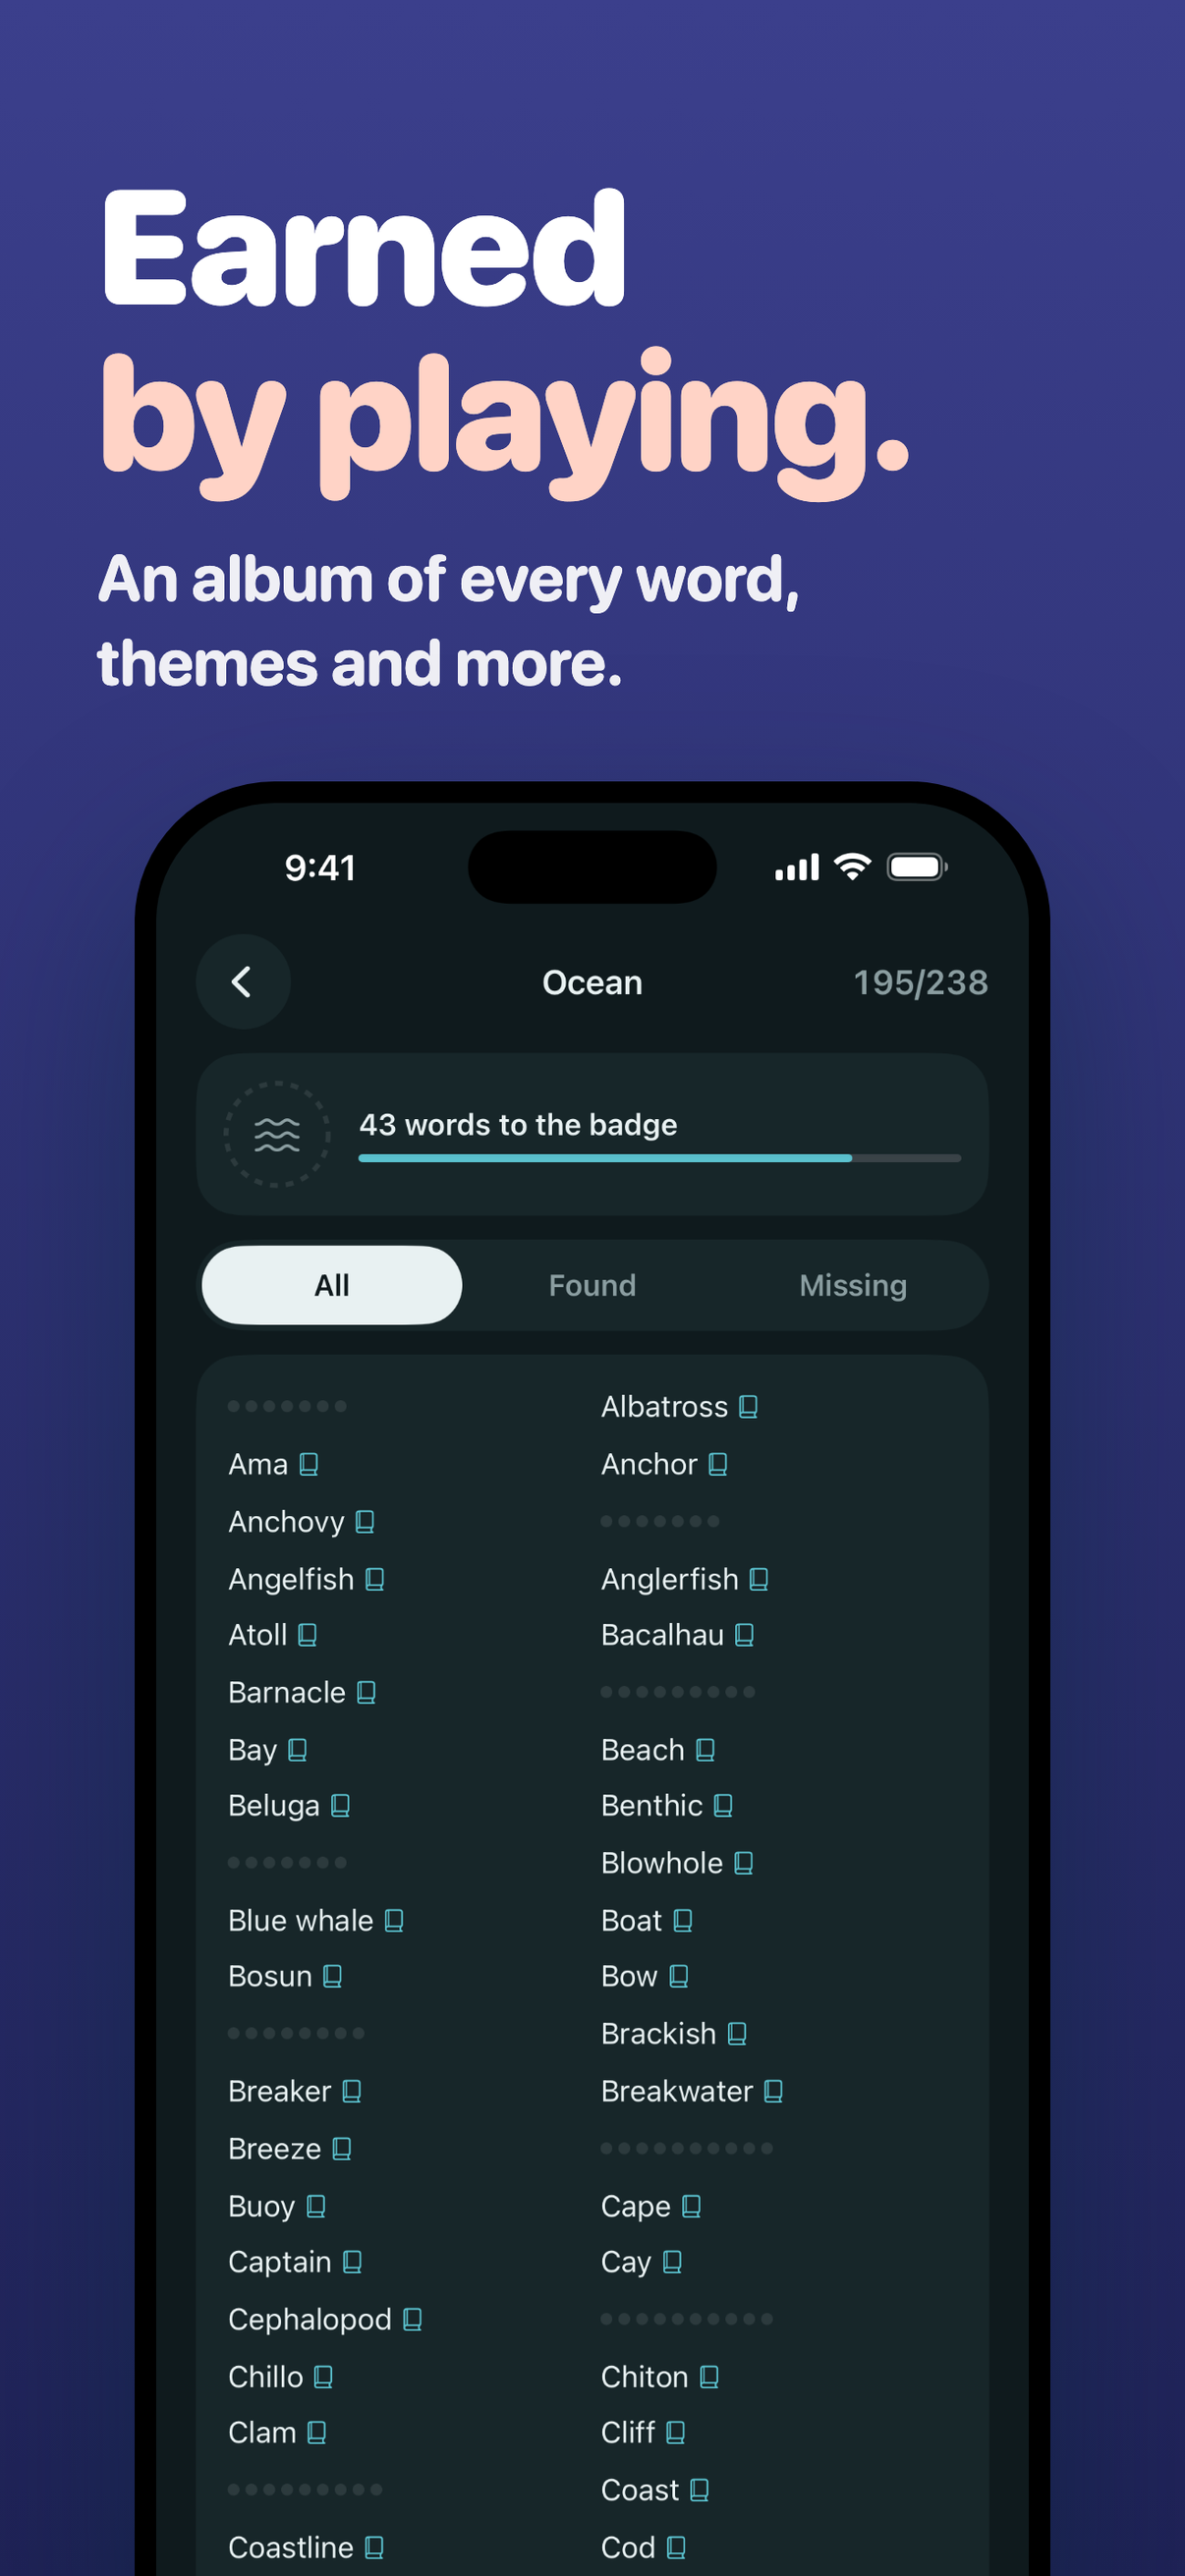 Earned
by playing.
An album of every word,
themes and more.
9:41
Ocean 195/238
43 words to the badge
All Found Missing
Albatross
Ama Anchor
Anchovy
Angelfish Anglerfish
Atoll Bacalhau
Barnacle
Bay Beach
Beluga Benthic
Blowhole
Blue whale Boat
Bosun Bow
Brackish
Breaker Breakwater
Breeze
Buoy Cape
Captain Cay
Cephalopod
Chillo Chiton
Clam Cliff
Coast
Coastline Cod